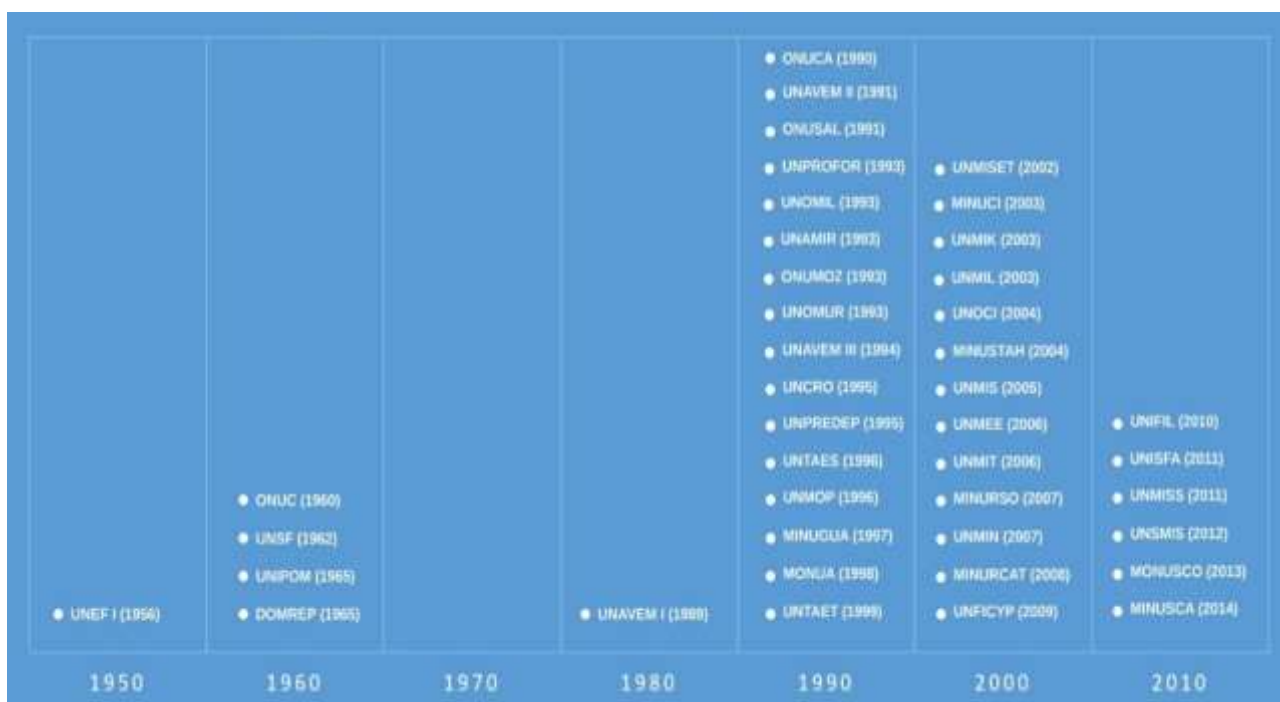 UNEF I (1956)
ONUC (1960)
UNSF (1962)
UNIPOM (1965)
DOMREP (1965)
UNAVEM I (1989)
ONUCA (1990)
UNAVEM II (1991)
ONUSAL (1991)
UNPROFOR (1993)
UNOMIL (1993)
UNAMIR (1993)
ONUMOZ (1993)
UNOMUR (1993)
UNAVEM III (1994)
UNCRO (1995)
UNPREDEP (1995)
UNTAES (1996)
UNMOP (1996)
MINUGUA (1997)
MONUA (1998)
UNTAET (1999)
UNMISET (2002)
MINUCI (2003)
UNMIK (2003)
UNMIL (2003)
UNOCI (2004)
MINUSTAH (2004)
UNMIS (2005)
UNMEE (2006)
UNMIT (2006)
MINURSO (2007)
UNMIN (2007)
MINURCAT (2008)
UNFICYP (2009)
UNIFIL (2010)
UNISFA (2011)
UNMISS (2011)
UNSMIS (2012)
MONUSCO (2013)
MINUSCA (2014)
1950 1960 1970 1980 1990 2000 2010